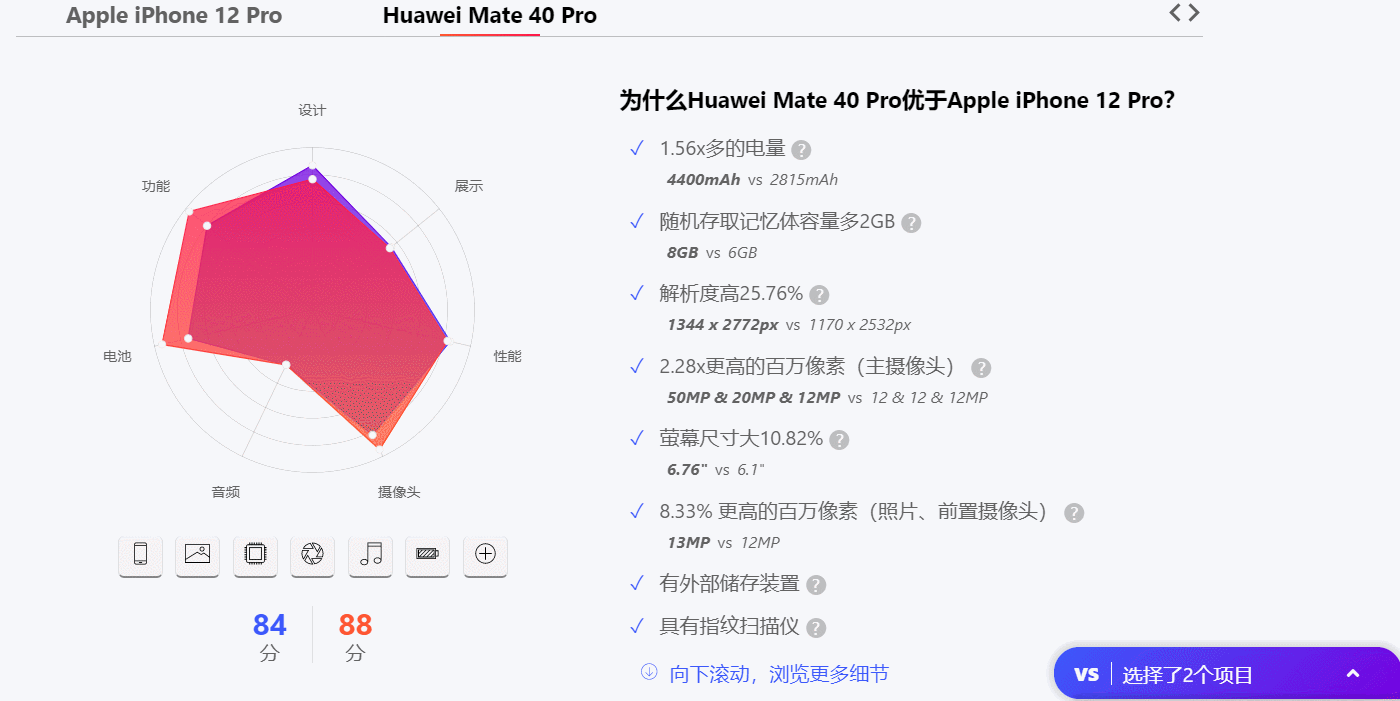 Apple iPhone 12 Pro
Huawei Mate 40 Pro
设计
展示
性能
摄像头
音频
电池
功能
84
分
88
分
为什么Huawei Mate 40 Pro优于Apple iPhone 12 Pro?
1.56x多的电量 ?
4400mAh vs 2815mAh
随机存取记忆体容量多2GB ?
8GB vs 6GB
解析度高25.76% ?
1344 x 2772px vs 1170 x 2532px
2.28x更高的百万像素（主摄像头） ?
50MP & 20MP & 12MP vs 12 & 12 & 12MP
萤幕尺寸大10.82% ?
6.76" vs 6.1"
8.33% 更高的百万像素（照片、前置摄像头） ?
13MP vs 12MP
有外部储存装置 ?
具有指纹扫描仪 ?
向下滚动，浏览更多细节
vs 选择了2个项目